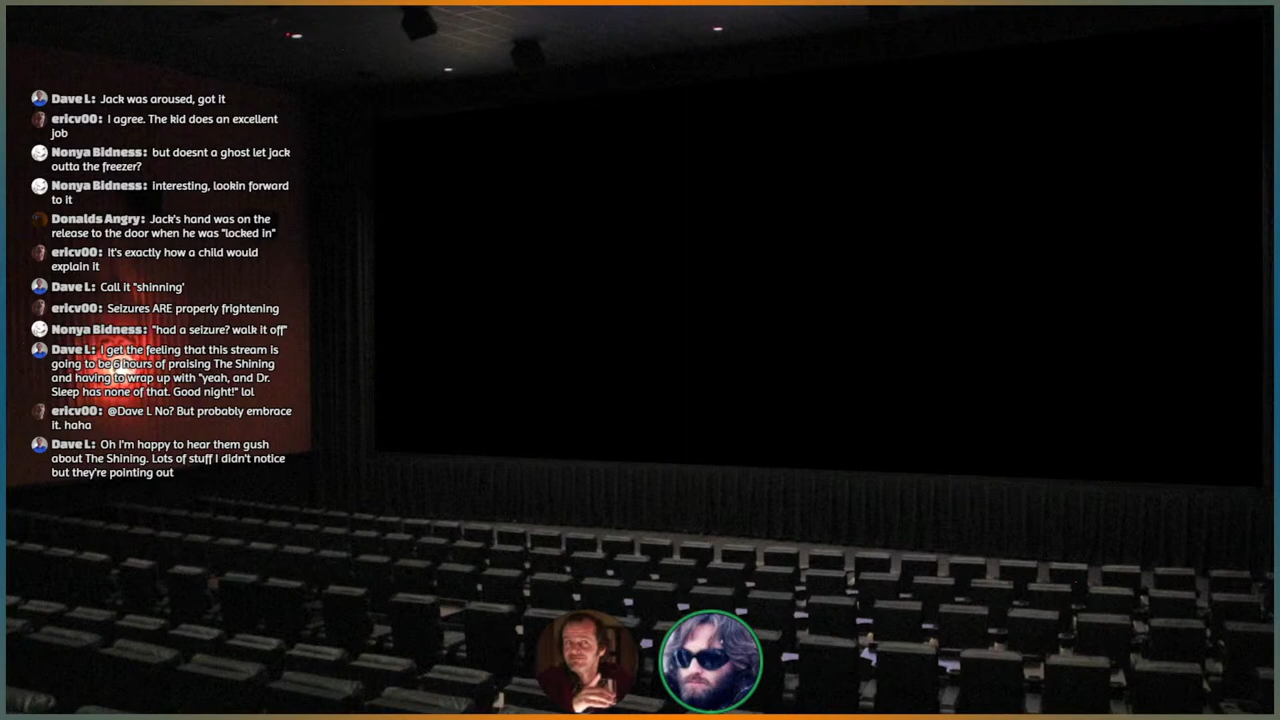 Dave L: Jack was aroused, got it
ericv00: I agree. The kid does an excellent
job
Nonya Bidness: but doesnt a ghost let jack
outta the freezer?
Nonya Bidness: interesting, lookin forward
to it
Donalds Angry: Jack's hand was on the
release to the door when he was "locked in"
ericv00: It's exactly how a child would
explain it
Dave L: Call it "shinning'
ericv00: Seizures ARE properly frightening
Nonya Bidness: "had a seizure? walk it off"
Dave L: I get the feeling that this stream is
going to be 6 hours of praising The Shining
and having to wrap up with "yeah, and Dr.
Sleep has none of that. Good night!" lol
ericv00: @Dave L No? But probably embrace
it. haha
Dave L: Oh I'm happy to hear them gush
about The Shining. Lots of stuff I didn't notice
but they're pointing out